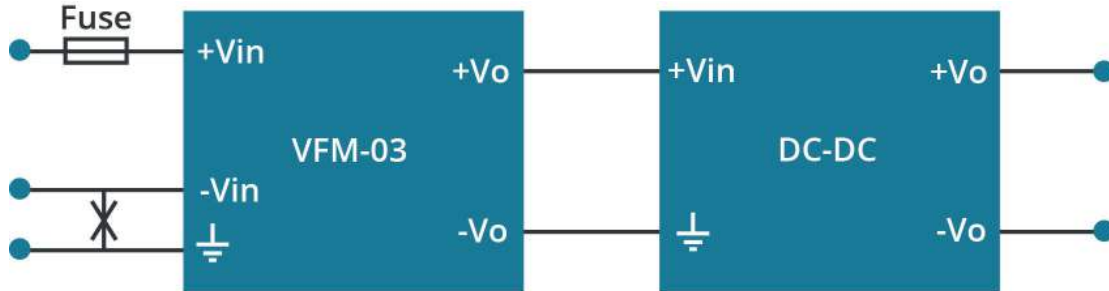 Fuse
+Vin
-Vin
VFM-03
+Vo
-Vo
+Vin
DC-DC
+Vo
-Vo